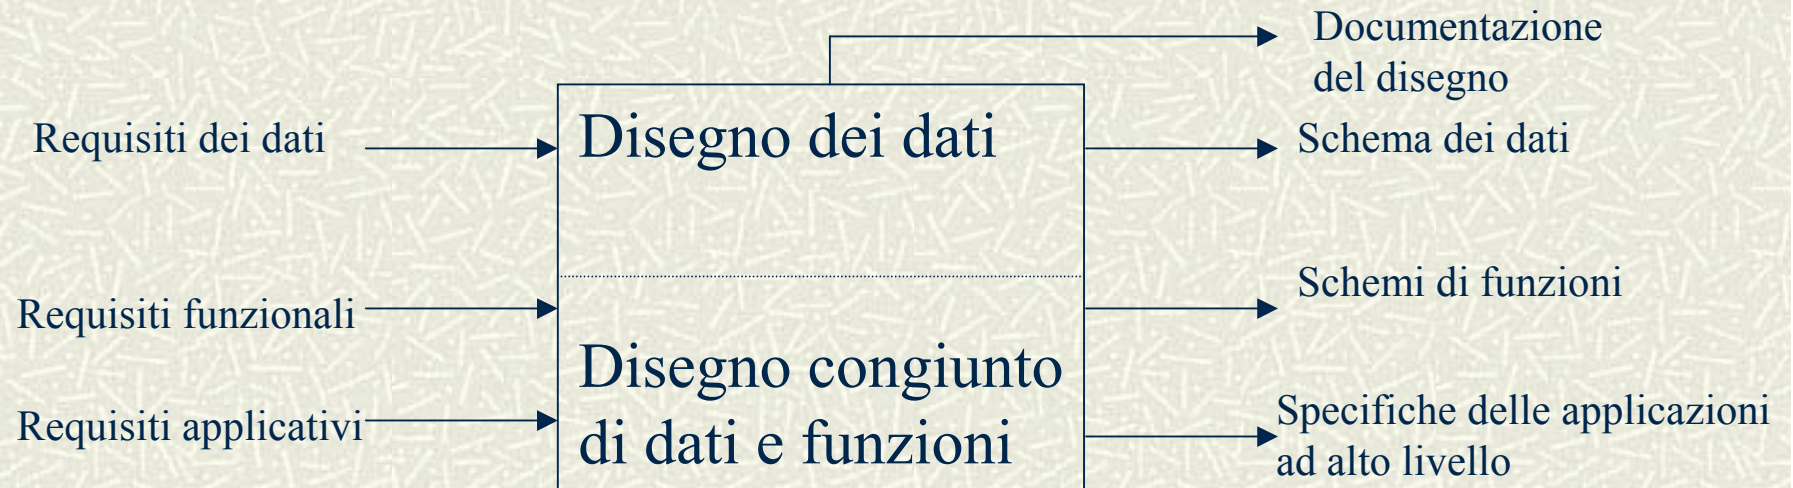 Documentazione
del disegno
Requisiti dei dati
Disegno dei dati
Schema dei dati
Requisiti funzionali
Schemi di funzioni
Requisiti applicativi
Disegno congiunto
di dati e funzioni
Specifiche delle applicazioni
ad alto livello